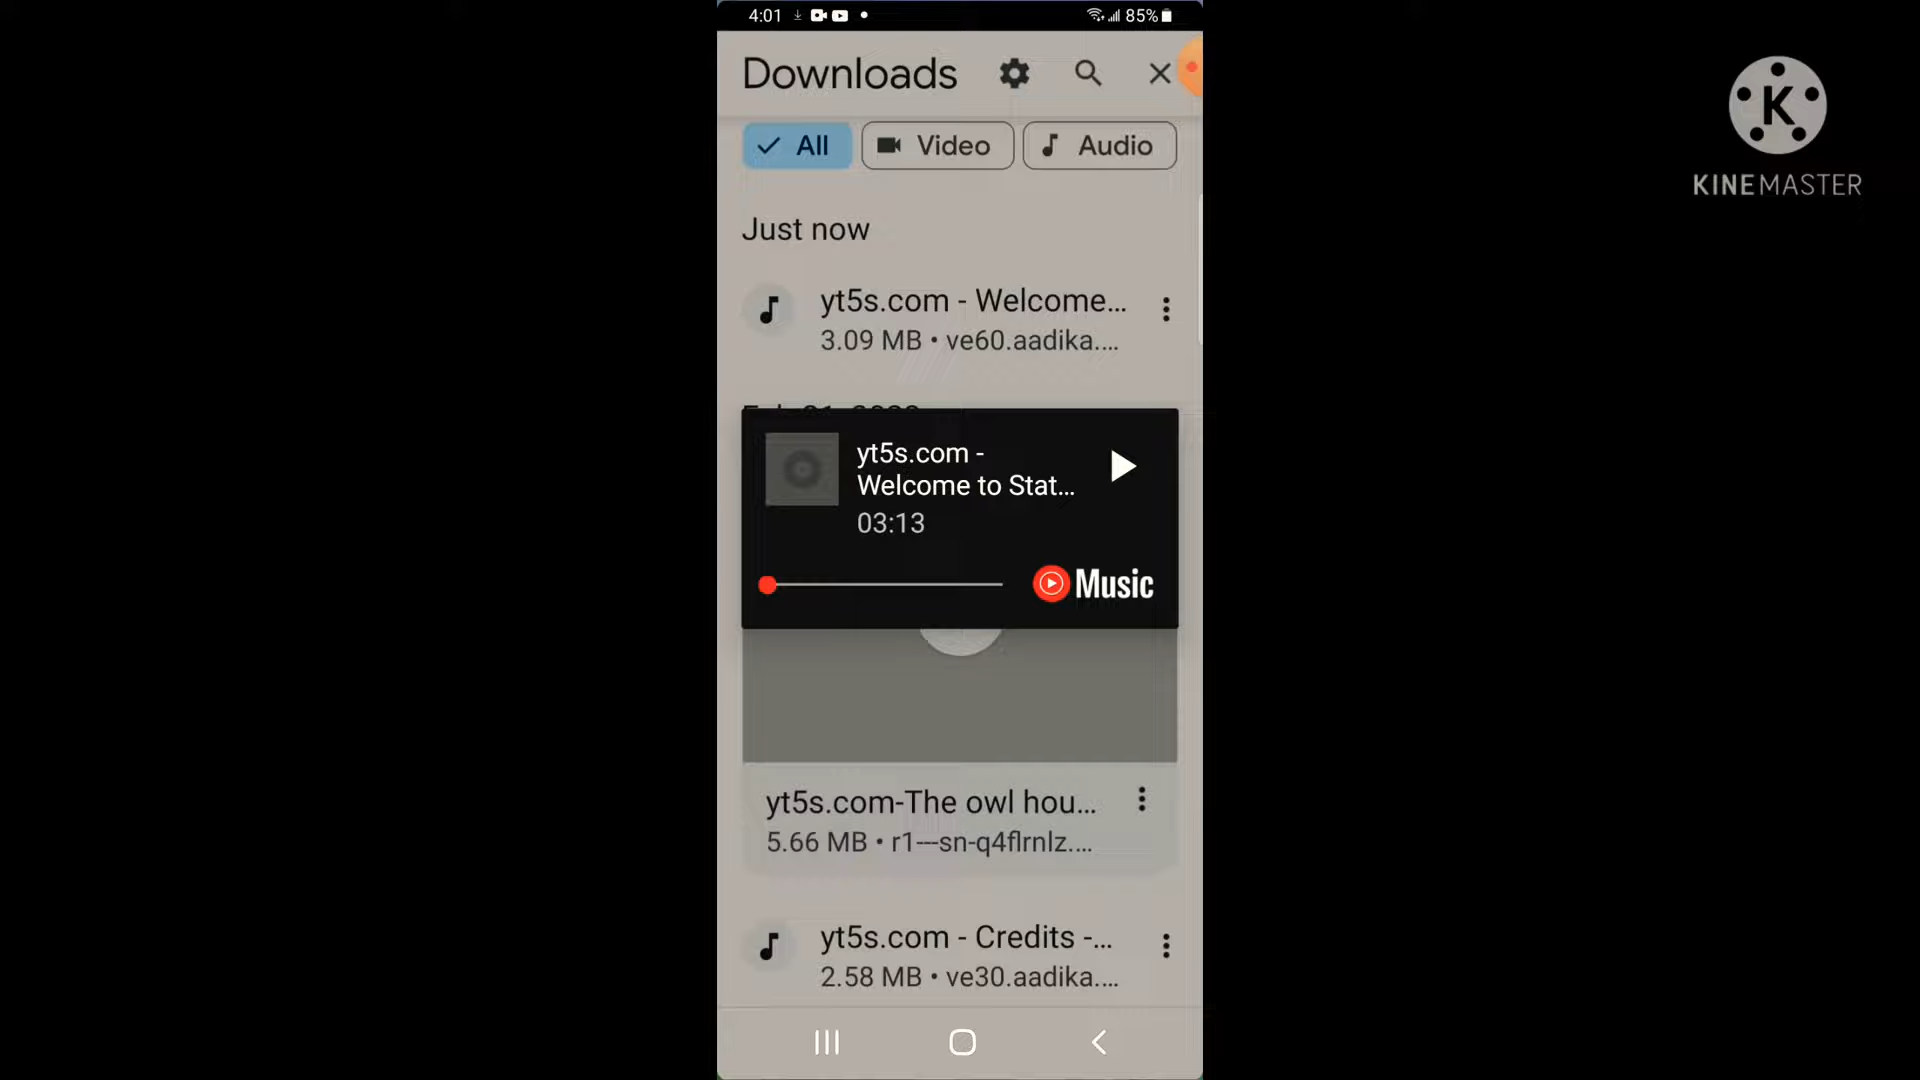 4:01
85%
Downloads
All
Video
Audio
Just now
yt5s.com - Welcome...
3.09 MB • ve60.aadika....
yt5s.com -
Welcome to Stat...
03:13
Music
yt5s.com-The owl hou...
5.66 MB • r1---sn-q4flrnlz....
yt5s.com - Credits -...
2.58 MB • ve30.aadika....
K
KINEMASTER